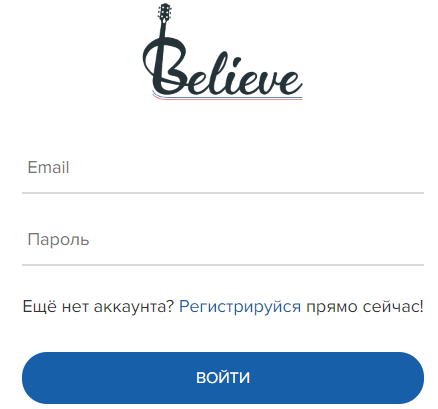 Believe
Email
Пароль
Ещё нет аккаунта? Регистрируйся прямо сейчас!
ВОЙТИ